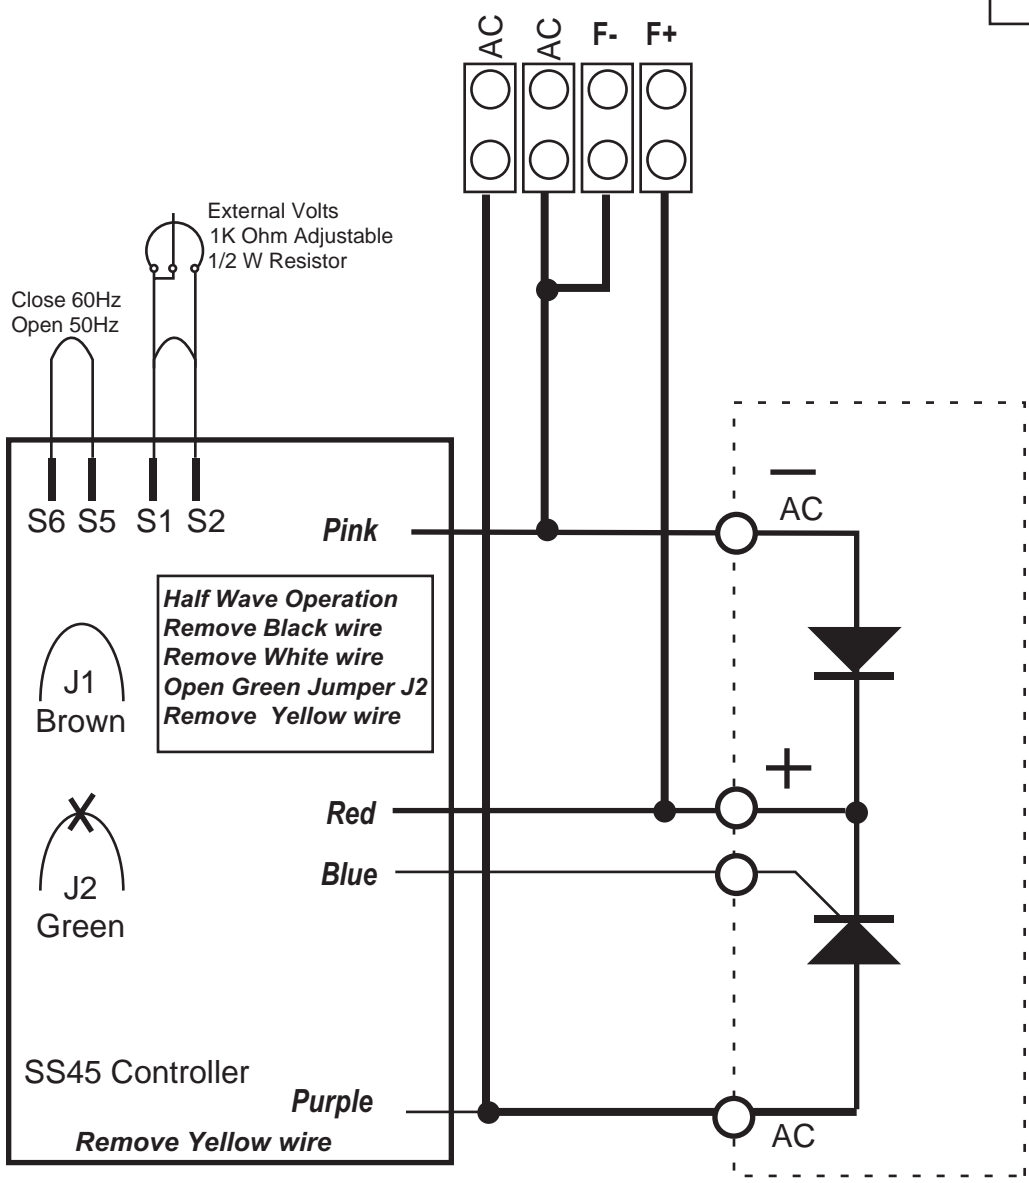 AC
AC
F-
F+
External Volts
1K Ohm Adjustable
1/2 W Resistor
Close 60Hz
Open 50Hz
S6 S5 S1 S2
Pink
AC
Half Wave Operation
Remove Black wire
Remove White wire
Open Green Jumper J2
Remove Yellow wire
J1
Brown
Red
+
Blue
J2
Green
SS45 Controller
Purple
Remove Yellow wire
AC